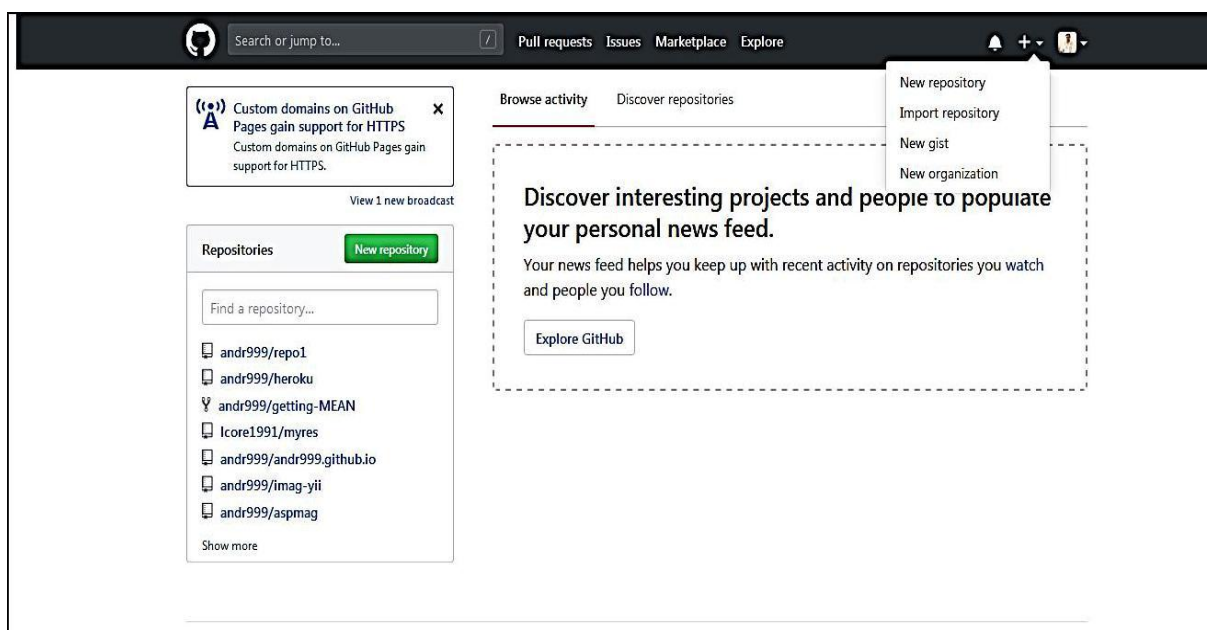 Search or jump to...
/
Pull requests Issues Marketplace Explore
New repository
Import repository
New gist
New organization
Custom domains on GitHub
Pages gain support for HTTPS
Custom domains on GitHub Pages gain
support for HTTPS.
View 1 new broadcast
Repositories
New repository
Find a repository...
andr999/repo1
andr999/heroku
andr999/getting-MEAN
lcore1991/myres
andr999/andr999.github.io
andr999/imag-yii
andr999/aspmag
Show more
Browse activity Discover repositories
Discover interesting projects and people to populate
your personal news feed.
Your news feed helps you keep up with recent activity on repositories you watch
and people you follow.
Explore GitHub